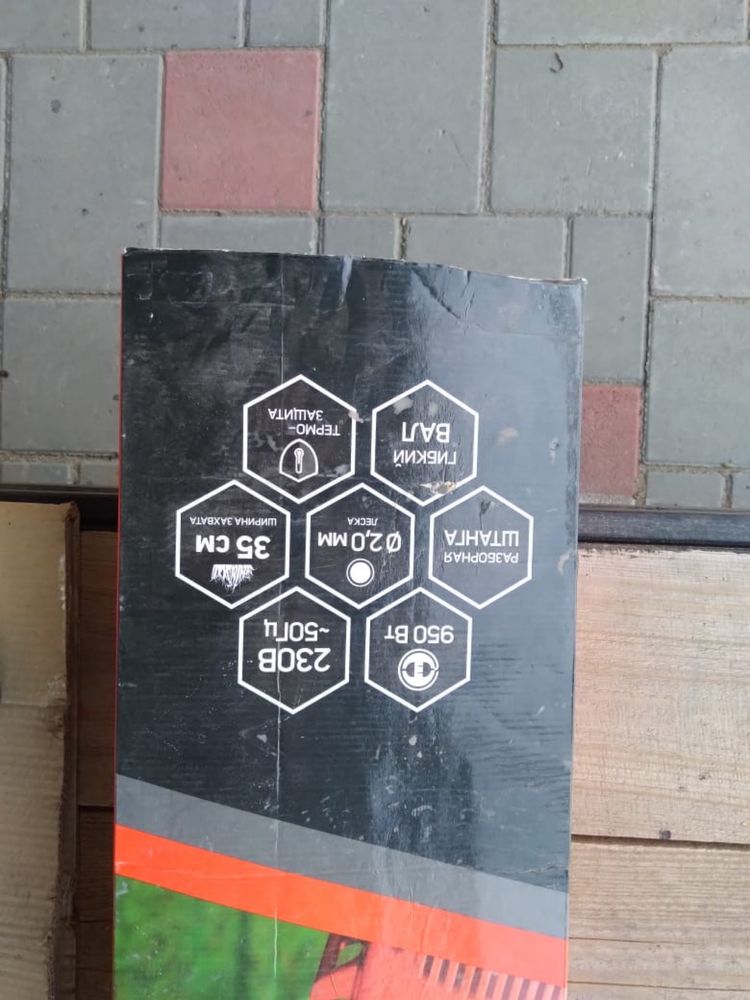 950 Вт
230В
~50Гц
РАЗБОРНАЯ
ШТАНГА
Ø2,0 ММ
ЛЕСКА
35 СМ
ШИРИНА ЗАХВАТА
ГИБКИЙ
ВАЛ
ТЕРМО-
ЗАЩИТА